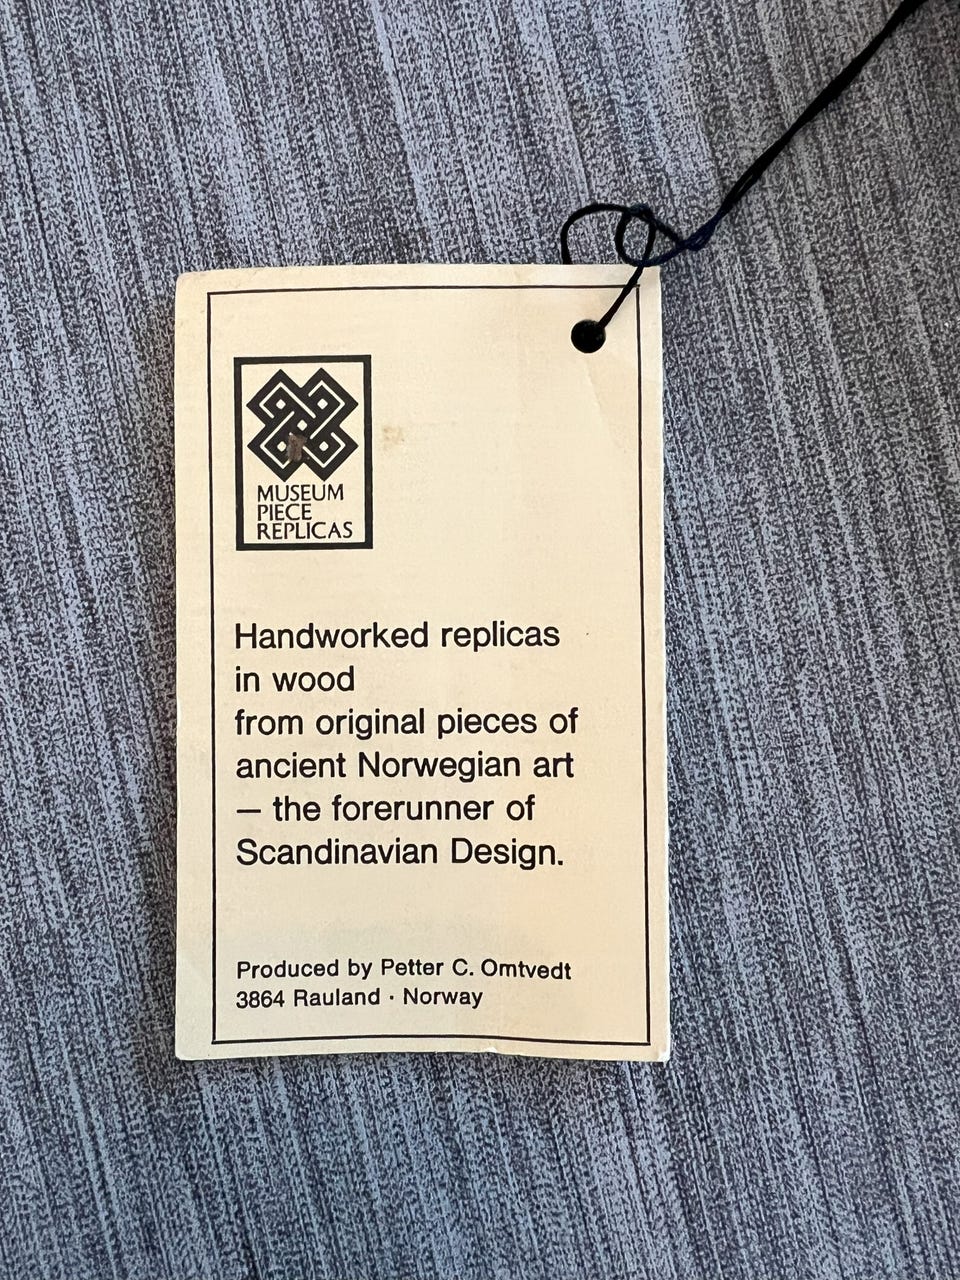 MUSEUM
PIECE
REPLICAS
Handworked replicas
in wood
from original pieces of
ancient Norwegian art
— the forerunner of
Scandinavian Design.
Produced by Petter C. Omtvedt
3864 Rauland · Norway